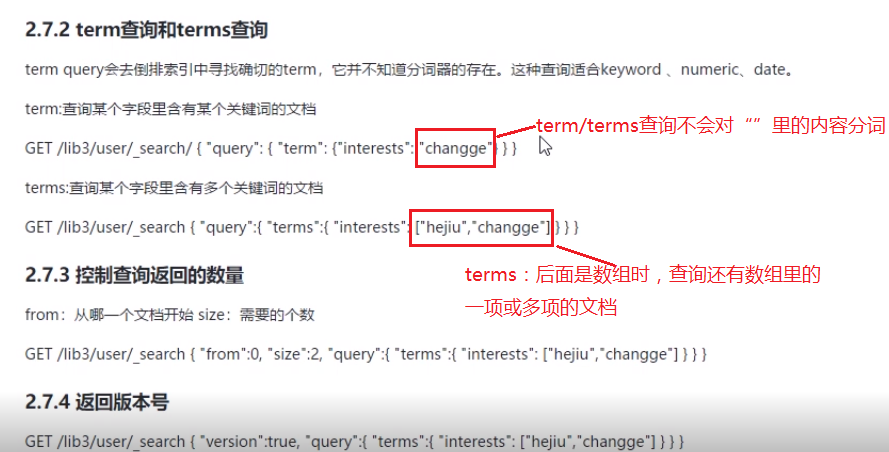 2.7.2 term查询和terms查询
term query会去倒排索引中寻找确切的term，它并不知道分词器的存在。这种查询适合keyword 、numeric、date。
term:查询某个字段里含有某个关键词的文档
term/terms查询不会对“”里的内容分词
GET /lib3/user/_search/ { "query": { "term": {"interests": "changge"} } }
terms:查询某个字段里含有多个关键词的文档
GET /lib3/user/_search { "query":{ "terms":{ "interests": ["hejiu","changge"] } } }
terms：后面是数组时，查询还有数组里的
一项或多项的文档
2.7.3 控制查询返回的数量
from：从哪一个文档开始 size：需要的个数
GET /lib3/user/_search { "from":0, "size":2, "query":{ "terms":{ "interests": ["hejiu","changge"] } } }
2.7.4 返回版本号
GET /lib3/user/_search { "version":true, "query":{ "terms":{ "interests": ["hejiu","changge"] } } }